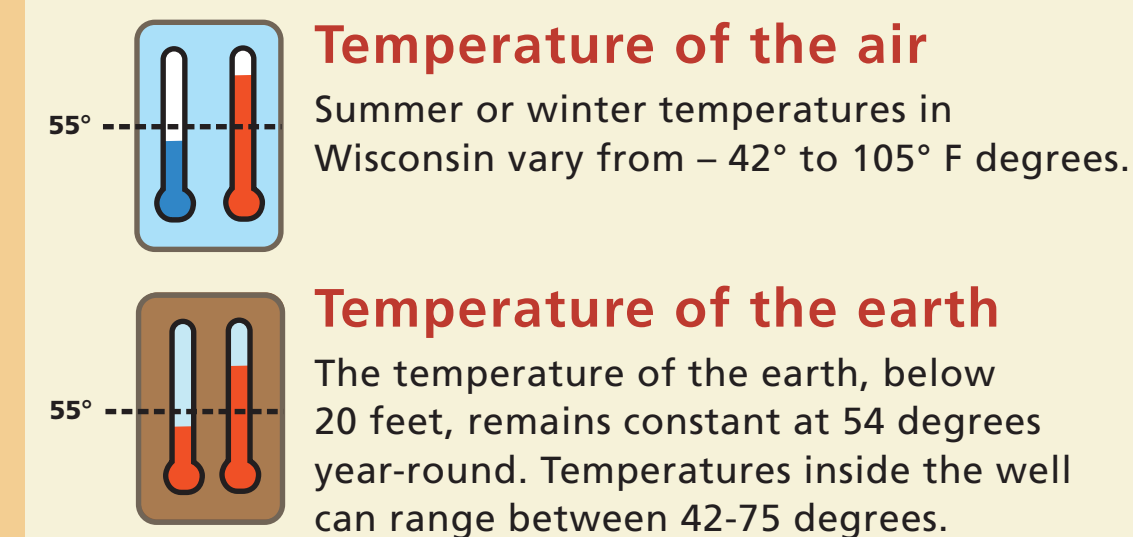 Temperature of the air
Summer or winter temperatures in
Wisconsin vary from – 42° to 105° F degrees.
55°
Temperature of the earth
The temperature of the earth, below
20 feet, remains constant at 54 degrees
year-round. Temperatures inside the well
can range between 42-75 degrees.
55°